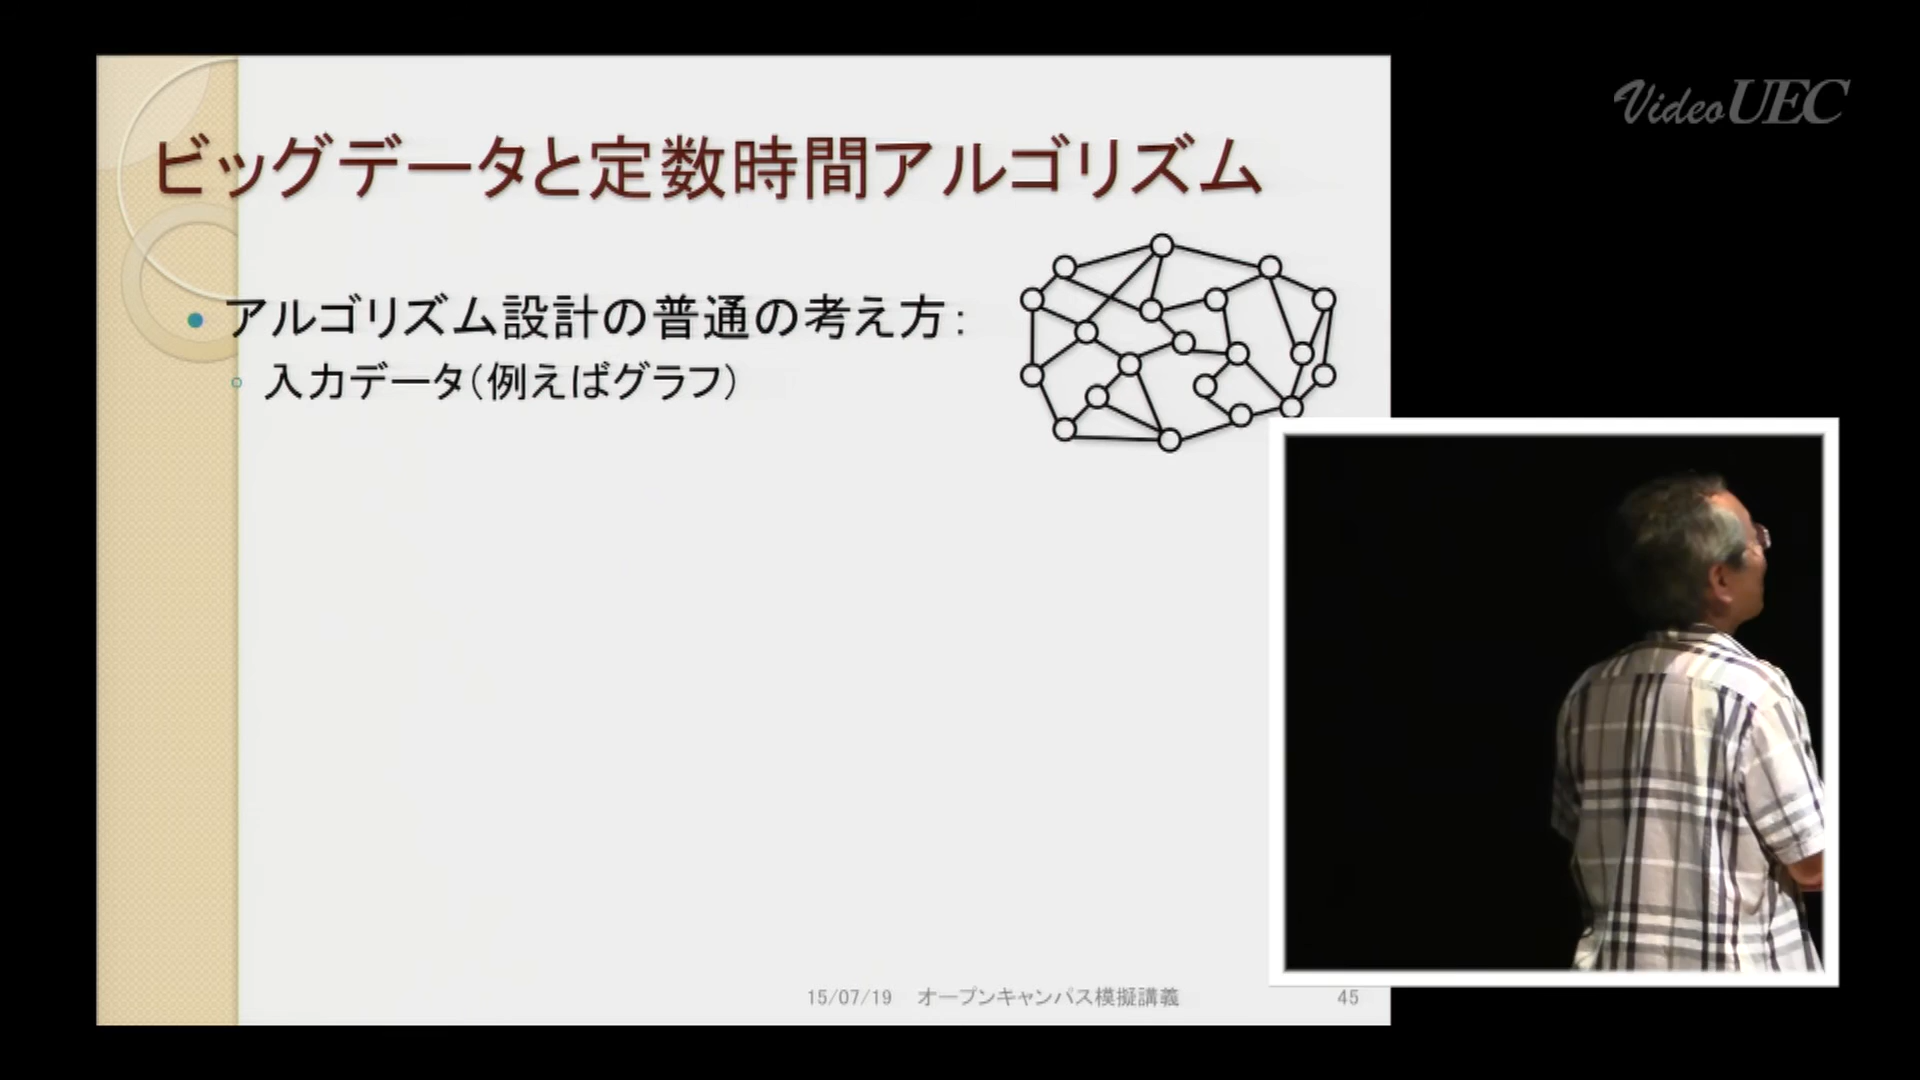 Video UEC
ビッグデータと定数時間アルゴリズム
アルゴリズム設計の普通の考え方：
入力データ（例えばグラフ）
15/07/19 オープンキャンパス模擬講義 45